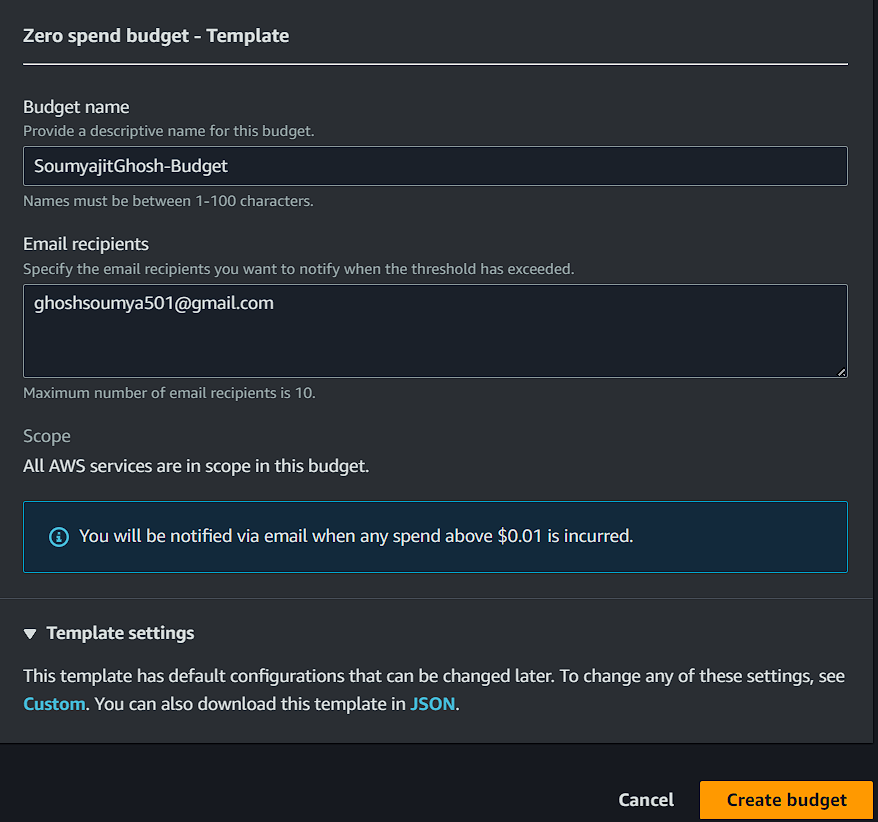 Zero spend budget - Template
Budget name
Provide a descriptive name for this budget.
SoumyajitGhosh-Budget
Names must be between 1-100 characters.
Email recipients
Specify the email recipients you want to notify when the threshold has exceeded.
ghoshsoumya501@gmail.com
Maximum number of email recipients is 10.
Scope
All AWS services are in scope in this budget.
You will be notified via email when any spend above $0.01 is incurred.
Template settings
This template has default configurations that can be changed later. To change any of these settings, see
Custom. You can also download this template in JSON.
Cancel Create budget